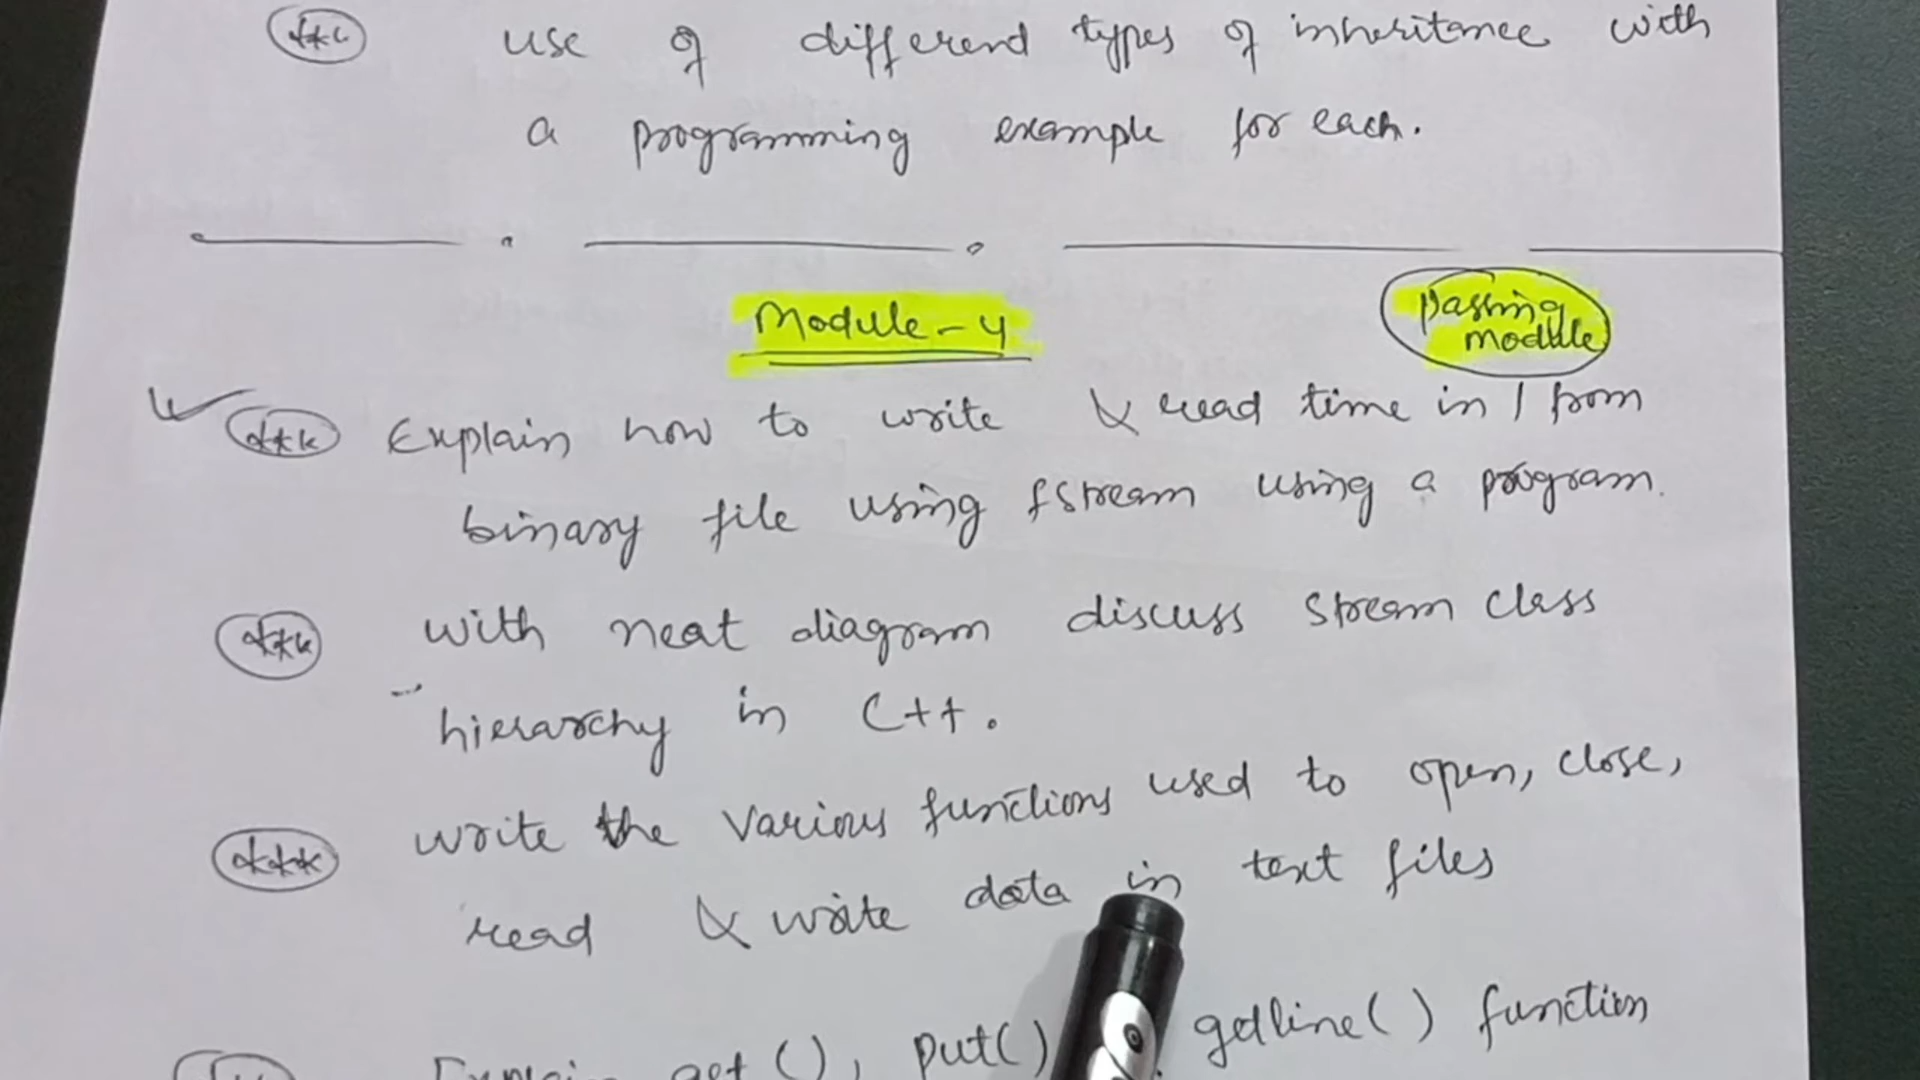 *** use of different types of inheritance with
a programming example for each.
Module-4
Passing
module
*** Explain how to write & read time in / from
binary file using fstream using a program.
*** with neat diagram discuss stream class
hierarchy in C++.
*** write the various functions used to open, close,
read & write data in text files
Explain get(), put() getline() function